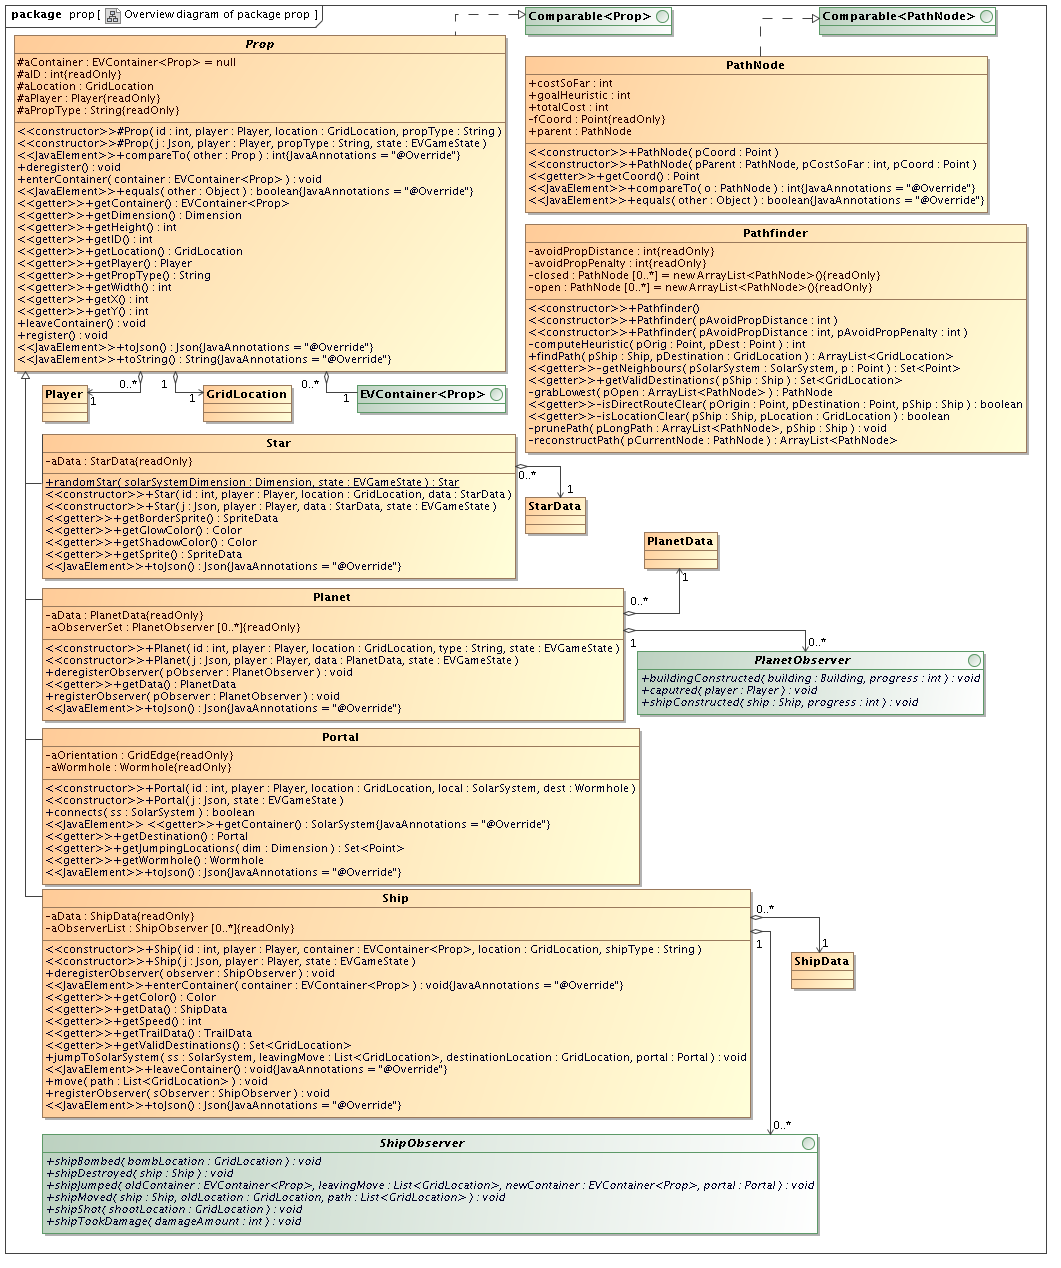 package prop [ Overview diagram of package prop ]
Comparable<Prop>
Comparable<PathNode>
Prop
#aContainer : EVContainer<Prop> = null
#aID : int{readOnly}
#aLocation : GridLocation
#aPlayer : Player{readOnly}
#aPropType : String{readOnly}
<<constructor>>#Prop( id : int, player : Player, location : GridLocation, propType : String )
<<constructor>>#Prop( j : Json, player : Player, propType : String, state : EVGameState )
<<JavaElement>>+compareTo( other : Prop ) : int{JavaAnnotations = "@Override"}
+deregister() : void
+enterContainer( container : EVContainer<Prop> ) : void
<<JavaElement>>+equals( other : Object ) : boolean{JavaAnnotations = "@Override"}
<<getter>>+getContainer() : EVContainer<Prop>
<<getter>>+getDimension() : Dimension
<<getter>>+getHeight() : int
<<getter>>+getID() : int
<<getter>>+getLocation() : GridLocation
<<getter>>+getPlayer() : Player
<<getter>>+getPropType() : String
<<getter>>+getWidth() : int
<<getter>>+getX() : int
<<getter>>+getY() : int
+leaveContainer() : void
+register() : void
<<JavaElement>>+toJson() : Json{JavaAnnotations = "@Override"}
<<JavaElement>>+toString() : String{JavaAnnotations = "@Override"}
PathNode
+costSoFar : int
+goalHeuristic : int
+totalCost : int
-fCoord : Point{readOnly}
+parent : PathNode
<<constructor>>+PathNode( pCoord : Point )
<<constructor>>+PathNode( pParent : PathNode, pCostSoFar : int, pCoord : Point )
<<getter>>+getCoord() : Point
<<JavaElement>>+compareTo( o : PathNode ) : int{JavaAnnotations = "@Override"}
<<JavaElement>>+equals( other : Object ) : boolean{JavaAnnotations = "@Override"}
Pathfinder
-avoidPropDistance : int{readOnly}
-avoidPropPenalty : int{readOnly}
-closed : PathNode [0..*] = new ArrayList<PathNode>(){readOnly}
-open : PathNode [0..*] = new ArrayList<PathNode>(){readOnly}
<<constructor>>+Pathfinder()
<<constructor>>+Pathfinder( pAvoidPropDistance : int )
<<constructor>>+Pathfinder( pAvoidPropDistance : int, pAvoidPropPenalty : int )
-computeHeuristic( pOrig : Point, pDest : Point ) : int
+findPath( pShip : Ship, pDestination : GridLocation ) : ArrayList<GridLocation>
<<getter>>-getNeighbours( pSolarSystem : SolarSystem, p : Point ) : Set<Point>
<<getter>>+getValidDestinations( pShip : Ship ) : Set<GridLocation>
-grabLowest( pOpen : ArrayList<PathNode> ) : PathNode
<<getter>>-isDirectRouteClear( pOrigin : Point, pDestination : Point, pShip : Ship ) : boolean
<<getter>>-isLocationClear( pShip : Ship, pLocation : GridLocation ) : boolean
-prunePath( pLongPath : ArrayList<PathNode>, pShip : Ship ) : void
-reconstructPath( pCurrentNode : PathNode ) : ArrayList<PathNode>
0..* 1 0..*
1 1 1
Player
GridLocation
EVContainer<Prop>
Star
-aData : StarData{readOnly}
+randomStar( solarSystemDimension : Dimension, state : EVGameState ) : Star
<<constructor>>+Star( id : int, player : Player, location : GridLocation, data : StarData )
<<constructor>>+Star( j : Json, player : Player, data : StarData, state : EVGameState )
<<getter>>+getBorderSprite() : SpriteData
<<getter>>+getGlowColor() : Color
<<getter>>+getShadowColor() : Color
<<getter>>+getSprite() : SpriteData
<<JavaElement>>+toJson() : Json{JavaAnnotations = "@Override"}
0..*
1
StarData
PlanetData
1
Planet
-aData : PlanetData{readOnly}
-aObserverSet : PlanetObserver [0..*]{readOnly}
<<constructor>>+Planet( id : int, player : Player, location : GridLocation, type : String, state : EVGameState )
<<constructor>>+Planet( j : Json, player : Player, data : PlanetData, state : EVGameState )
+deregisterObserver( pObserver : PlanetObserver ) : void
<<getter>>+getData() : PlanetData
+registerObserver( pObserver : PlanetObserver ) : void
<<JavaElement>>+toJson() : Json{JavaAnnotations = "@Override"}
0..*
1
0..*
PlanetObserver
+buildingConstructed( building : Building, progress : int ) : void
+caputred( player : Player ) : void
+shipConstructed( ship : Ship, progress : int ) : void
Portal
-aOrientation : GridEdge{readOnly}
-aWormhole : Wormhole{readOnly}
<<constructor>>+Portal( id : int, player : Player, location : GridLocation, local : SolarSystem, dest : Wormhole )
<<constructor>>+Portal( j : Json, state : EVGameState )
+connects( ss : SolarSystem ) : boolean
<<JavaElement>> <<getter>>+getContainer() : SolarSystem{JavaAnnotations = "@Override"}
<<getter>>+getDestination() : Portal
<<getter>>+getJumpingLocations( dim : Dimension ) : Set<Point>
<<getter>>+getWormhole() : Wormhole
<<JavaElement>>+toJson() : Json{JavaAnnotations = "@Override"}
Ship
-aData : ShipData{readOnly}
-aObserverList : ShipObserver [0..*]{readOnly}
<<constructor>>+Ship( id : int, player : Player, container : EVContainer<Prop>, location : GridLocation, shipType : String )
<<constructor>>+Ship( j : Json, player : Player, state : EVGameState )
+deregisterObserver( observer : ShipObserver ) : void
<<JavaElement>>+enterContainer( container : EVContainer<Prop> ) : void{JavaAnnotations = "@Override"}
<<getter>>+getColor() : Color
<<getter>>+getData() : ShipData
<<getter>>+getSpeed() : int
<<getter>>+getTrailData() : TrailData
<<getter>>+getValidDestinations() : Set<GridLocation>
+jumpToSolarSystem( ss : SolarSystem, leavingMove : List<GridLocation>, destinationLocation : GridLocation, portal : Portal ) : void
<<JavaElement>>+leaveContainer() : void{JavaAnnotations = "@Override"}
+move( path : List<GridLocation> ) : void
+registerObserver( sObserver : ShipObserver ) : void
<<JavaElement>>+toJson() : Json{JavaAnnotations = "@Override"}
0..*
1
1
ShipData
0..*
ShipObserver
+shipBombed( bombLocation : GridLocation ) : void
+shipDestroyed( ship : Ship ) : void
+shipJumped( oldContainer : EVContainer<Prop>, leavingMove : List<GridLocation>, newContainer : EVContainer<Prop>, portal : Portal ) : void
+shipMoved( ship : Ship, oldLocation : GridLocation, path : List<GridLocation> ) : void
+shipShot( shootLocation : GridLocation ) : void
+shipTookDamage( damageAmount : int ) : void